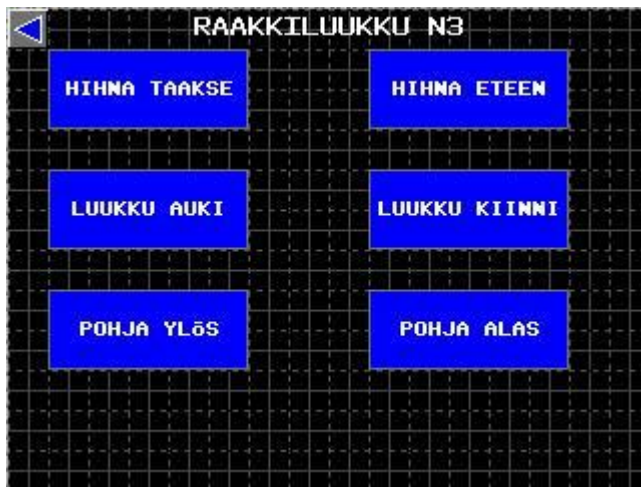 RAAKKILUUKKU N3
HIHNA TAAKSE
HIHNA ETEEN
LUUKKU AUKI
LUUKKU KIINNI
POHJA YLöS
POHJA ALAS